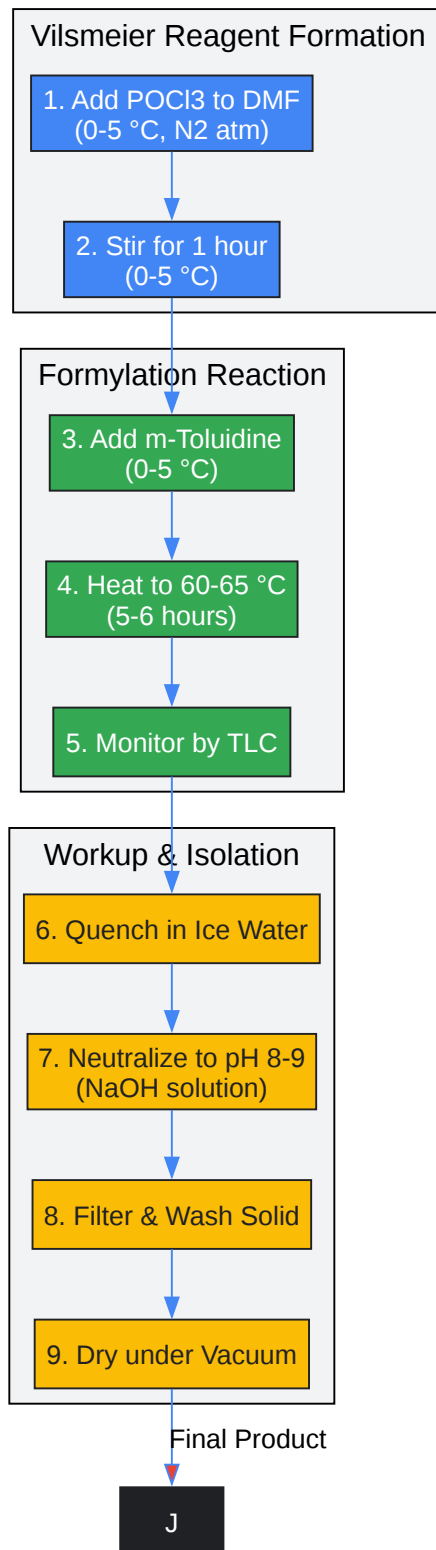 Vilsmeier Reagent Formation
1. Add POCl3 to DMF
(0-5 °C, N2 atm)
2. Stir for 1 hour
(0-5 °C)
Formylation Reaction
3. Add m-Toluidine
(0-5 °C)
4. Heat to 60-65 °C
(5-6 hours)
5. Monitor by TLC
Workup & Isolation
6. Quench in Ice Water
7. Neutralize to pH 8-9
(NaOH solution)
8. Filter & Wash Solid
9. Dry under Vacuum
Final Product
J